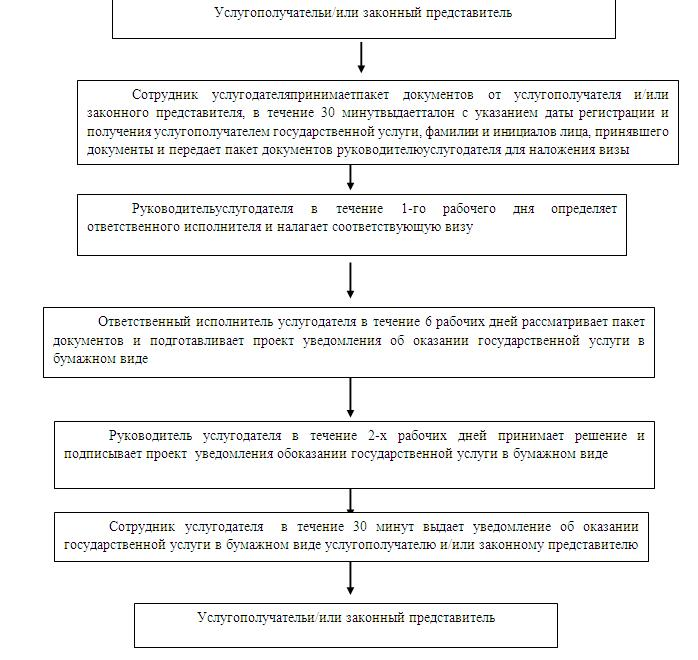 Услугополучательи/или законный представитель
Сотрудник услугодателяпринимаетпакет документов от услугополучателя и/или
законного представителя, в течение 30 минутвыдаетталон с указанием даты регистрации и
получения услугополучателем государственной услуги, фамилии и инициалов лица, принявшего
документы и передает пакет документов руководителюуслугодателя для наложения визы
Руководительуслугодателя в течение 1-го рабочего дня определяет
ответственного исполнителя и налагает соответствующую визу
Ответственный исполнитель услугодателя в течение 6 рабочих дней рассматривает пакет
документов и подготавливает проект уведомления об оказании государственной услуги в
бумажном виде
Руководитель услугодателя в течение 2-х рабочих дней принимает решение и
подписывает проект уведомления обоказании государственной услуги в бумажном виде
Сотрудник услугодателя в течение 30 минут выдает уведомление об оказании
государственной услуги в бумажном виде услугополучателю и/или законному представителю
Услугополучательи/или законный представитель